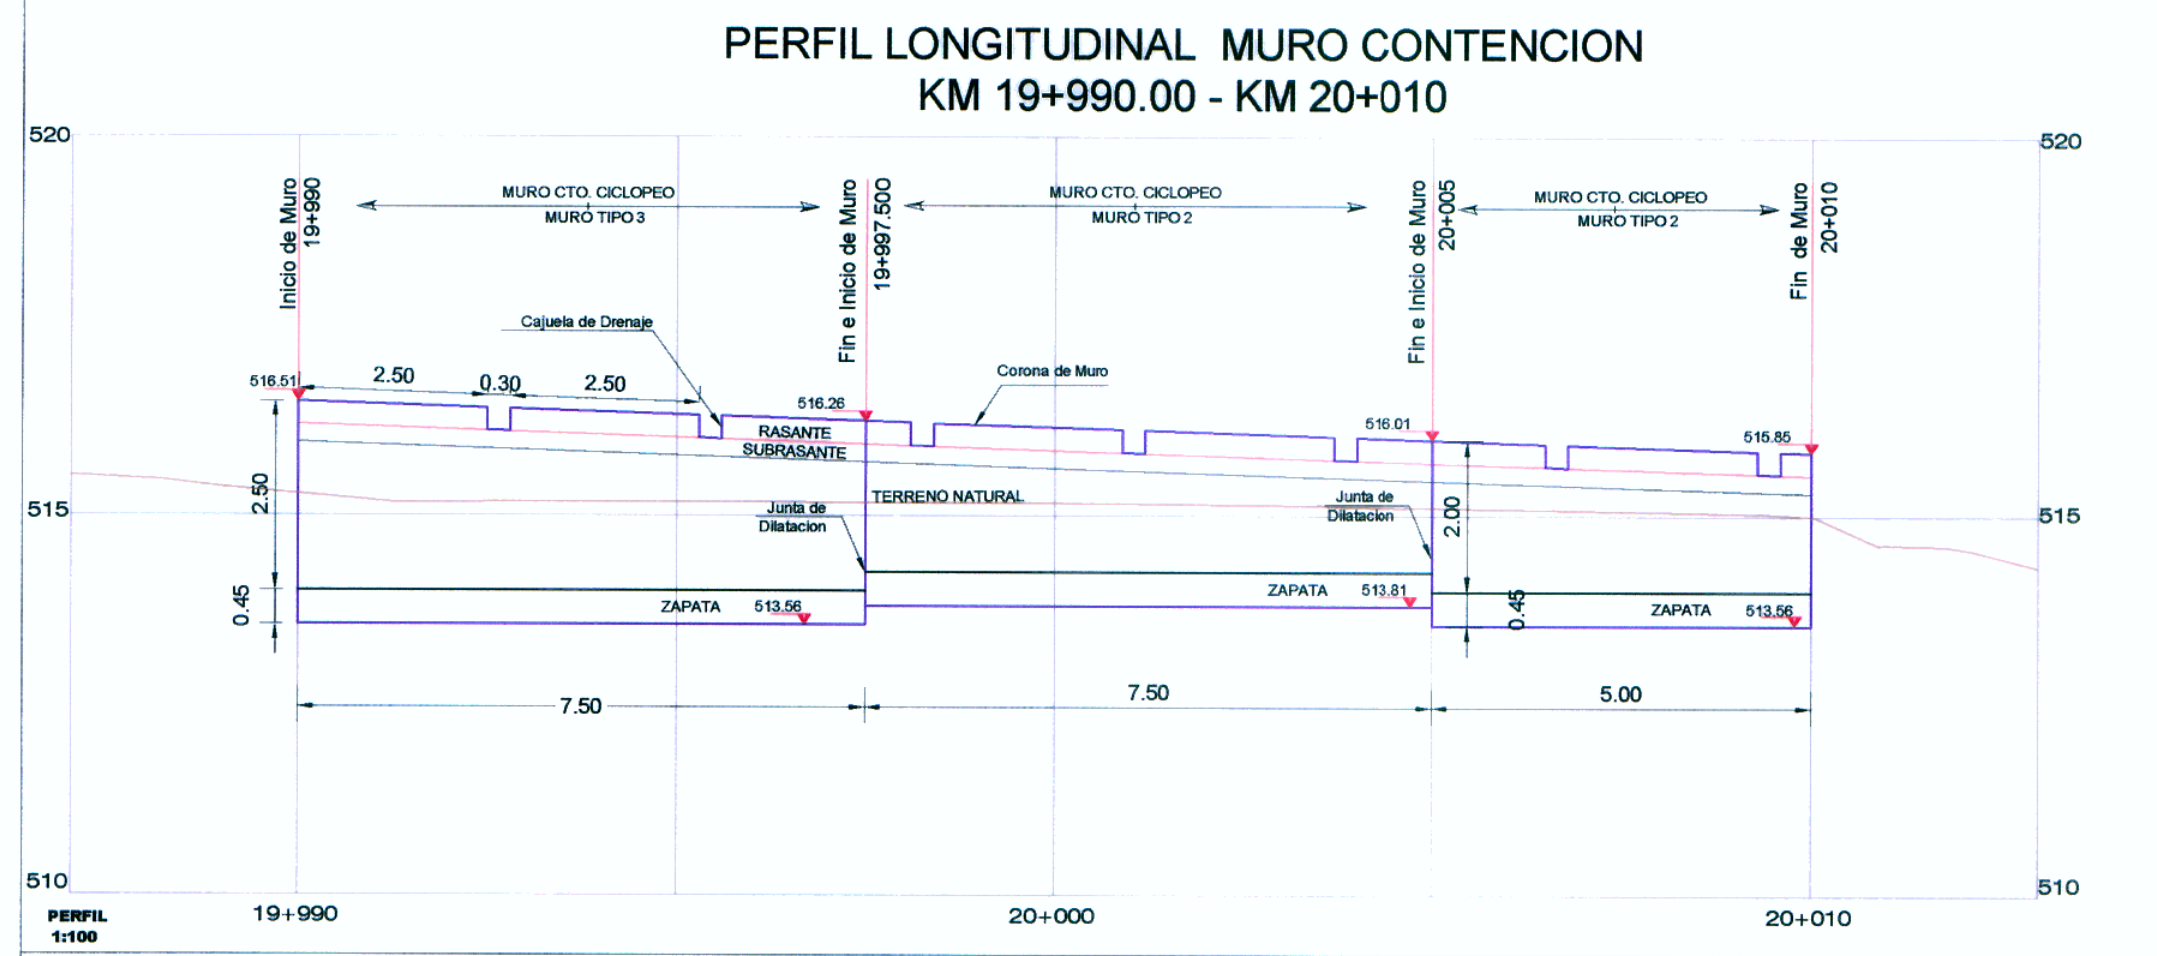 PERFIL LONGITUDINAL MURO CONTENCION
KM 19+990.00 - KM 20+010
520
520
Inicio de Muro
19+990
MURO CTO. CICLOPEO
MURO TIPO 3
Fin e Inicio de Muro
19+997.500
MURO CTO. CICLOPEO
MURO TIPO 2
Fin e Inicio de Muro
20+005
MURO CTO. CICLOPEO
MURO TIPO 2
Fin de Muro
20+010
Cajuela de Drenaje
Corona de Muro
516.51
2.50
0.30
2.50
516.26
516.01
515.85
RASANTE
SUBRASANTE
TERRENO NATURAL
2.50
515
515
Junta de
Dilatacion
Junta de
Dilatacion
2.00
0.45
ZAPATA
513.56
ZAPATA
513.81
0.45
ZAPATA
513.56
7.50
7.50
5.00
510
510
19+990
20+000
20+010
PERFIL
1:100